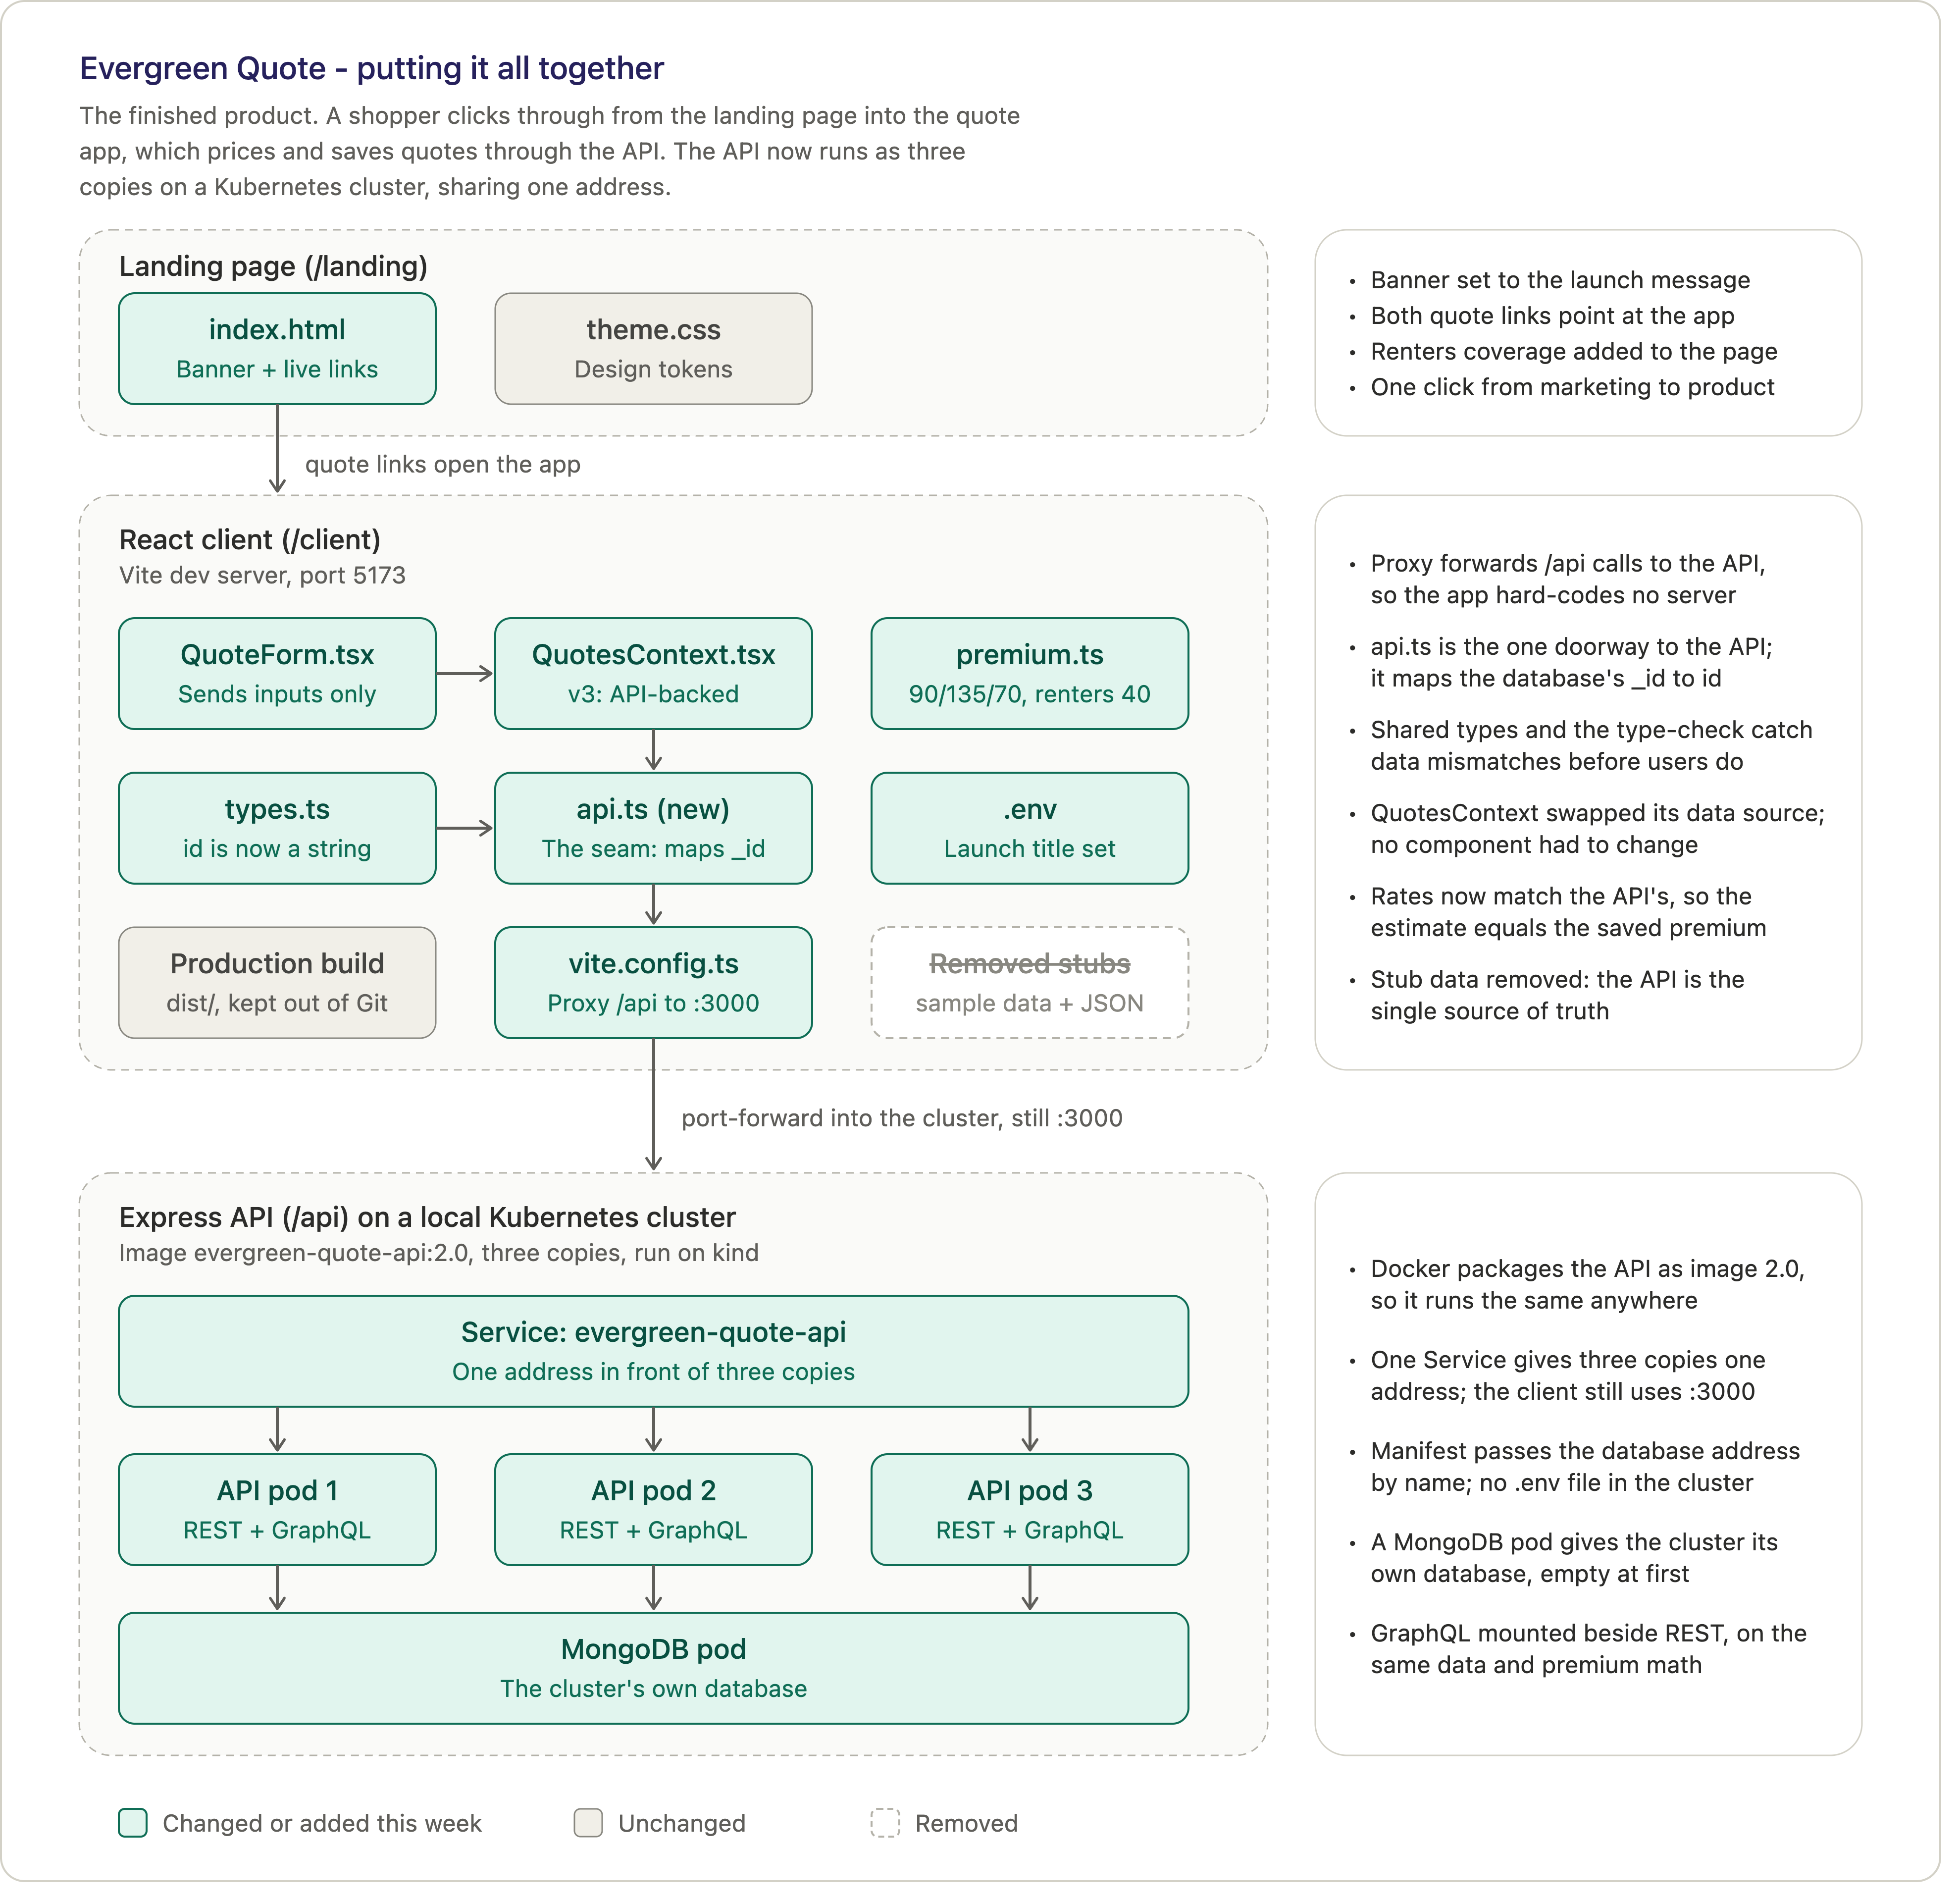 Evergreen Quote - putting it all together
The finished product. A shopper clicks through from the landing page into the quote
app, which prices and saves quotes through the API. The API now runs as three
copies on a Kubernetes cluster, sharing one address.
Landing page (/landing)
index.html
Banner + live links
theme.css
Design tokens
• Banner set to the launch message
• Both quote links point at the app
• Renters coverage added to the page
• One click from marketing to product
quote links open the app
React client (/client)
Vite dev server, port 5173
QuoteForm.tsx
Sends inputs only
QuotesContext.tsx
v3: API-backed
premium.ts
90/135/70, renters 40
types.ts
id is now a string
api.ts (new)
The seam: maps _id
.env
Launch title set
Production build
dist/, kept out of Git
vite.config.ts
Proxy /api to :3000
Removed stubs
sample data + JSON
• Proxy forwards /api calls to the API,
so the app hard-codes no server
• api.ts is the one doorway to the API;
it maps the database's _id to id
• Shared types and the type-check catch
data mismatches before users do
• QuotesContext swapped its data source;
no component had to change
• Rates now match the API's, so the
estimate equals the saved premium
• Stub data removed: the API is the
single source of truth
port-forward into the cluster, still :3000
Express API (/api) on a local Kubernetes cluster
Image evergreen-quote-api:2.0, three copies, run on kind
Service: evergreen-quote-api
One address in front of three copies
API pod 1
REST + GraphQL
API pod 2
REST + GraphQL
API pod 3
REST + GraphQL
MongoDB pod
The cluster's own database
• Docker packages the API as image 2.0,
so it runs the same anywhere
• One Service gives three copies one
address; the client still uses :3000
• Manifest passes the database address
by name; no .env file in the cluster
• A MongoDB pod gives the cluster its
own database, empty at first
• GraphQL mounted beside REST, on the
same data and premium math
Changed or added this week
Unchanged
Removed